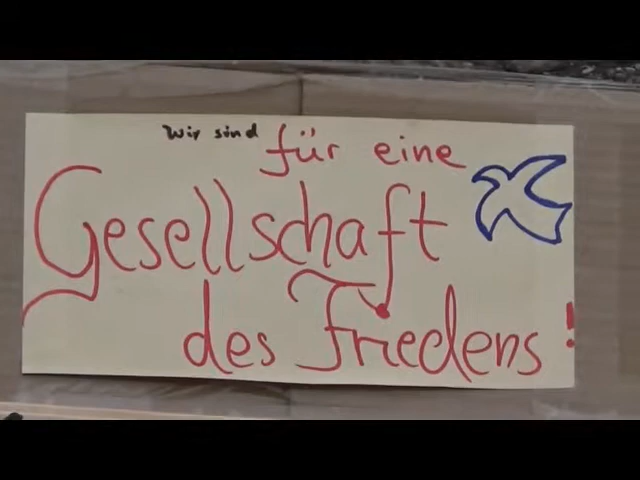 Wir sind für eine
Gesellschaft
des Friedens!